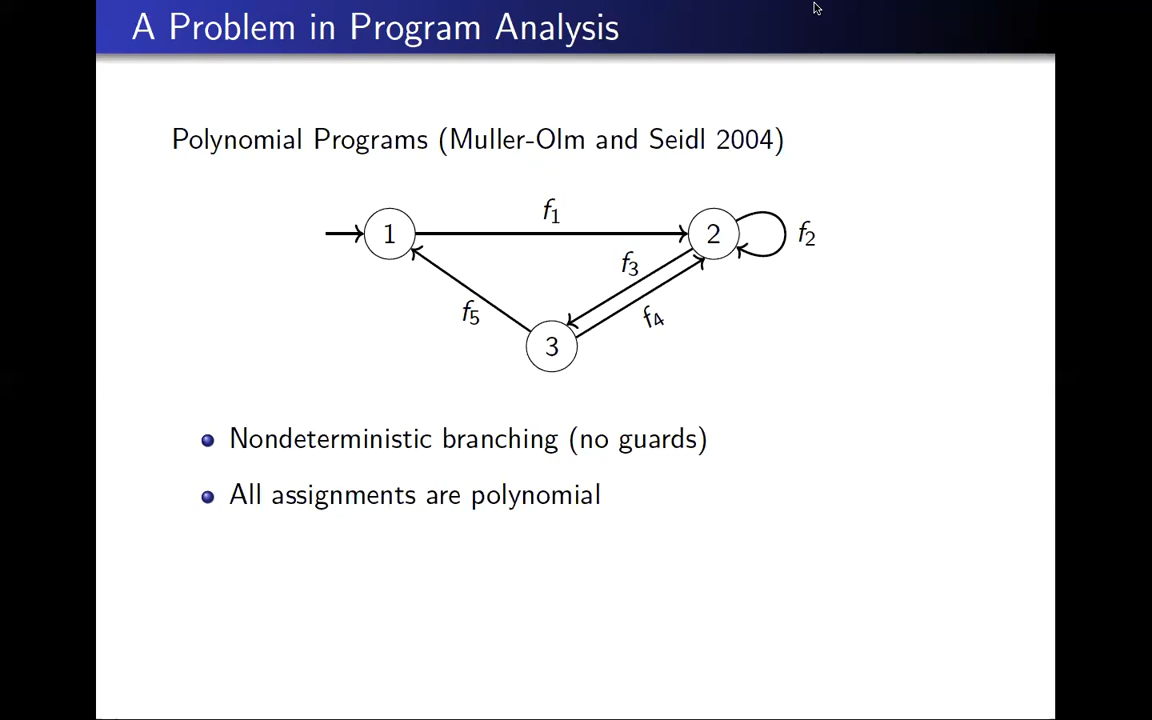 A Problem in Program Analysis
Polynomial Programs (Muller-Olm and Seidl 2004)
f1
1
2
f2
f3
f4
f5
3
Nondeterministic branching (no guards)
All assignments are polynomial